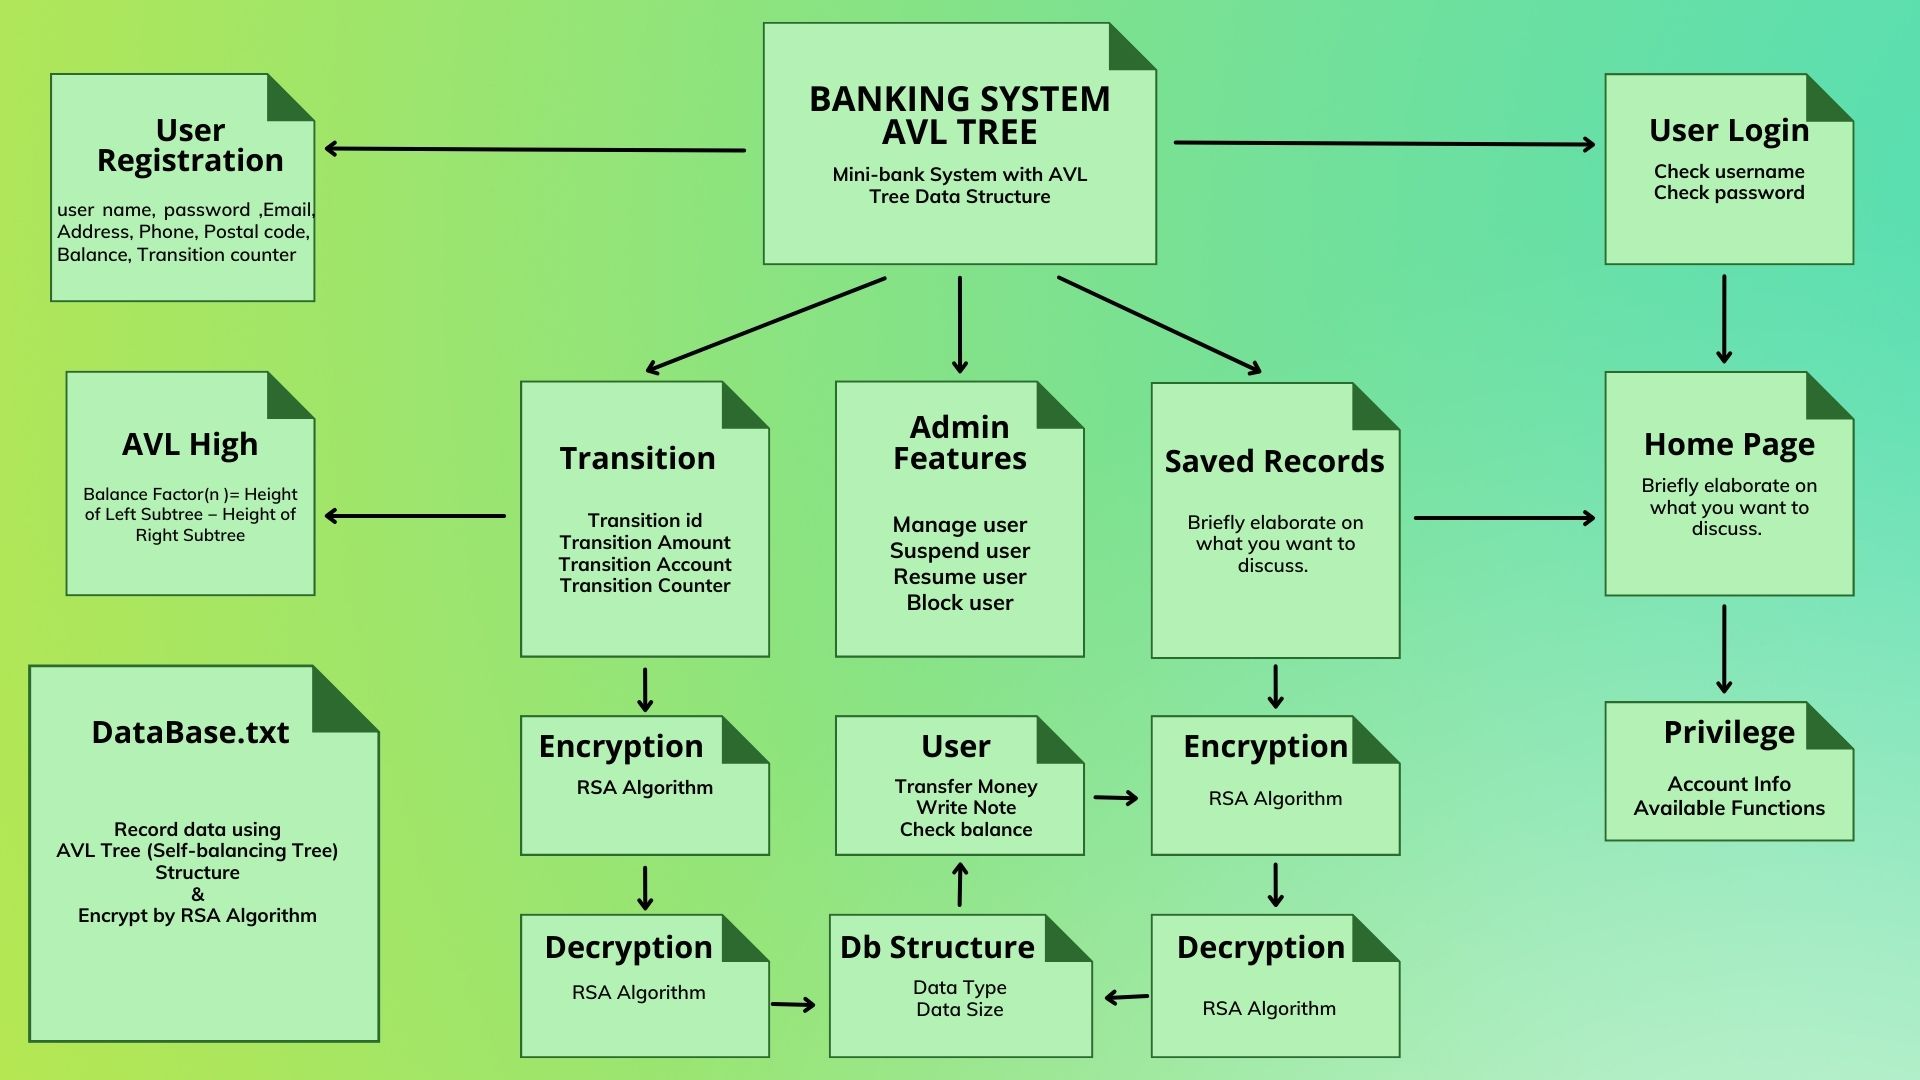 BANKING SYSTEM
AVL TREE
Mini-bank System with AVL
Tree Data Structure
User
Registration
user name, password ,Email,
Address, Phone, Postal code,
Balance, Transition counter
User Login
Check username
Check password
AVL High
Balance Factor(n )= Height
of Left Subtree – Height of
Right Subtree
Transition
Transition id
Transition Amount
Transition Account
Transition Counter
Admin
Features
Manage user
Suspend user
Resume user
Block user
Saved Records
Briefly elaborate on
what you want to
discuss.
Home Page
Briefly elaborate on
what you want to
discuss.
DataBase.txt
Record data using
AVL Tree (Self-balancing Tree)
Structure
&
Encrypt by RSA Algorithm
Encryption
RSA Algorithm
User
Transfer Money
Write Note
Check balance
Encryption
RSA Algorithm
Privilege
Account Info
Available Functions
Decryption
RSA Algorithm
Db Structure
Data Type
Data Size
Decryption
RSA Algorithm